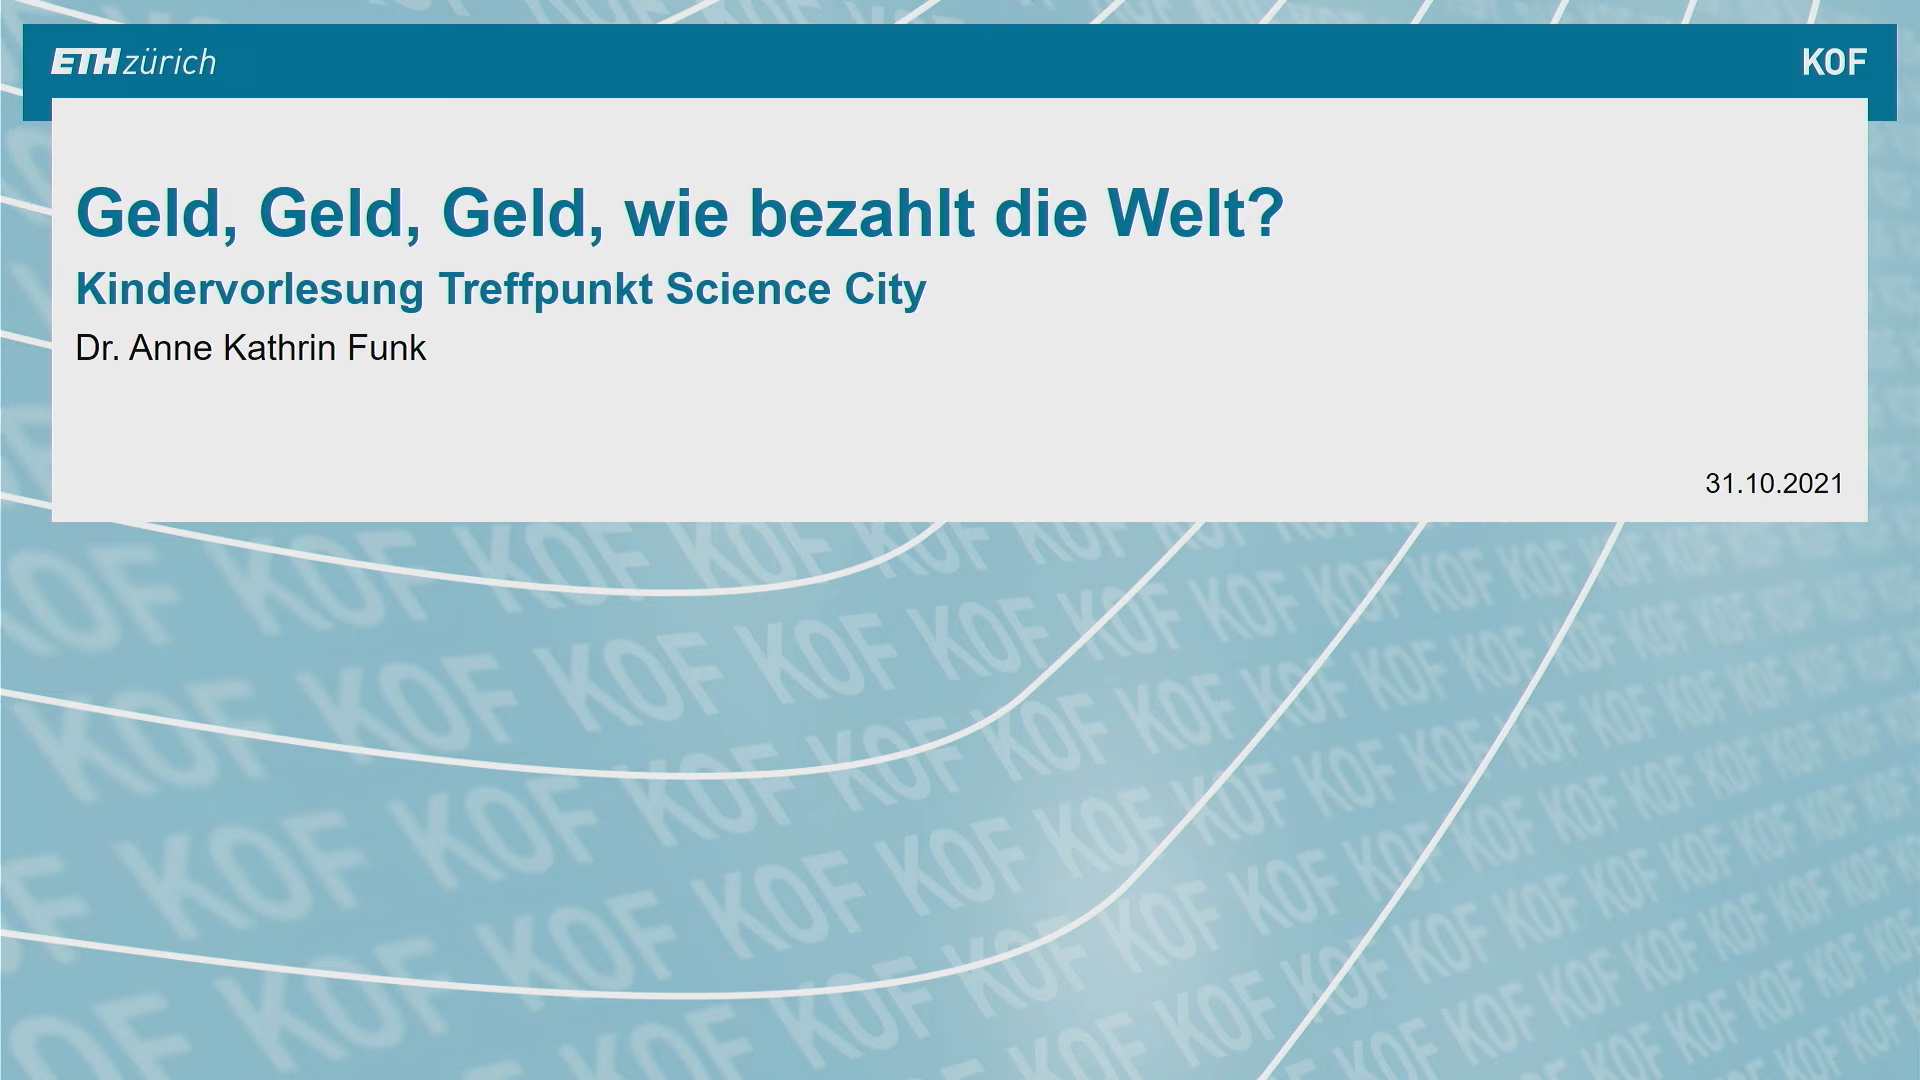 ETH zürich
KOF
Geld, Geld, Geld, wie bezahlt die Welt?
Kindervorlesung Treffpunkt Science City
Dr. Anne Kathrin Funk
31.10.2021